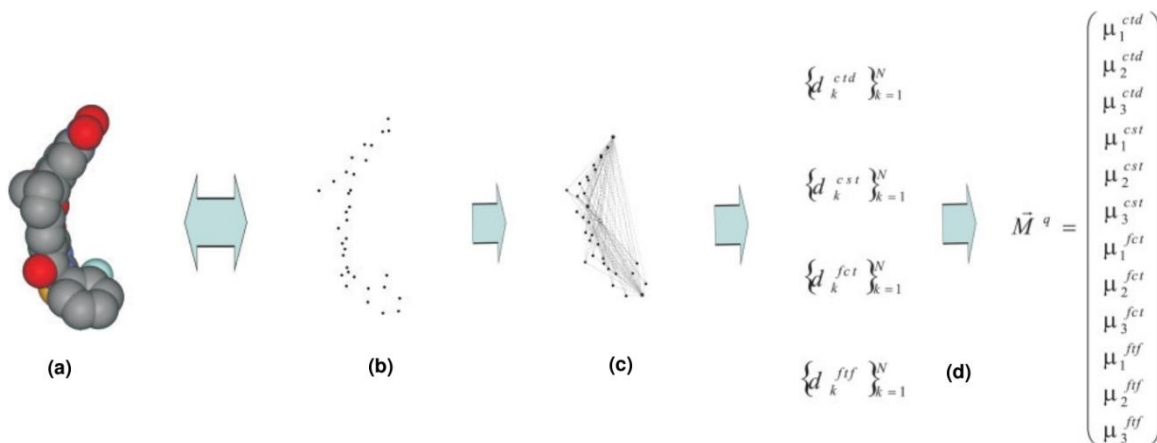 {d_k^{ctd}}_{k=1}^N
{d_k^{cst}}_{k=1}^N
{d_k^{fct}}_{k=1}^N
{d_k^{ftf}}_{k=1}^N
\vec{M}^q =
μ_1^{ctd}
μ_2^{ctd}
μ_3^{ctd}
μ_1^{cst}
μ_2^{cst}
μ_3^{cst}
μ_1^{fct}
μ_2^{fct}
μ_3^{fct}
μ_1^{ftf}
μ_2^{ftf}
μ_3^{ftf}
(a)
(b)
(c)
(d)